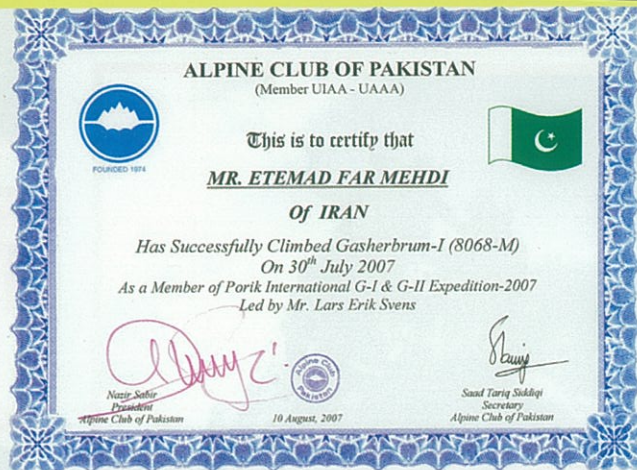 ALPINE CLUB OF PAKISTAN
(Member UIAA - UAAA)
FOUNDED 1974
This is to certify that
MR. ETEMAD FAR MEHDI
Of IRAN
Has Successfully Climbed Gasherbrum-I (8068-M)
On 30th July 2007
As a Member of Porik International G-I & G-II Expedition-2007
Led by Mr. Lars Erik Svens
Alpine Club
Pakistan
Nazir Sabir
President
Alpine Club of Pakistan
10 August, 2007
Saad Tariq Siddiqi
Secretary
Alpine Club of Pakistan